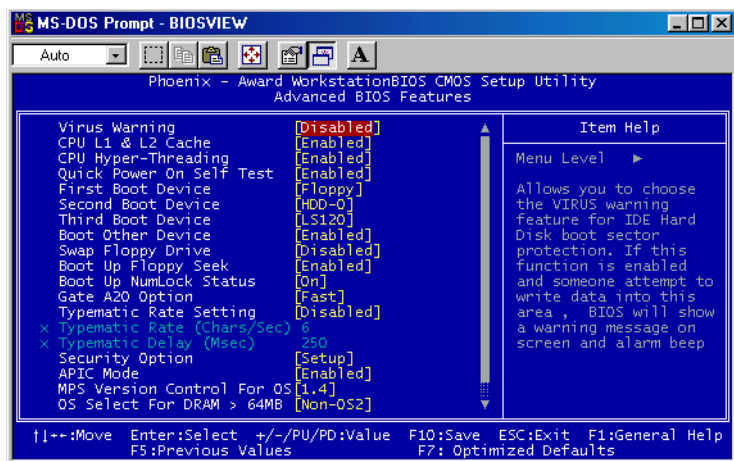 MS-DOS Prompt - BIOSVIEW
Auto
A
Phoenix - Award WorkstationBIOS CMOS Setup Utility
Advanced BIOS Features
Virus Warning [Disabled]
CPU L1 & L2 Cache [Enabled]
CPU Hyper-Threading [Enabled]
Quick Power On Self Test [Enabled]
First Boot Device [Floppy]
Second Boot Device [HDD-0]
Third Boot Device [LS120]
Boot Other Device [Enabled]
Swap Floppy Drive [Disabled]
Boot Up Floppy Seek [Enabled]
Boot Up NumLock Status [On]
Gate A20 Option [Fast]
Typematic Rate Setting [Disabled]
× Typematic Rate (Chars/Sec) 6
× Typematic Delay (Msec) 250
Security Option [Setup]
APIC Mode [Enabled]
MPS Version Control For OS[1.4]
OS Select For DRAM > 64MB [Non-OS2]
Item Help
Menu Level ►
Allows you to choose
the VIRUS warning
feature for IDE Hard
Disk boot sector
protection. If this
function is enabled
and someone attempt to
write data into this
area , BIOS will show
a warning message on
screen and alarm beep
↑↓←→:Move Enter:Select +/-/PU/PD:Value F10:Save ESC:Exit F1:General Help
F5:Previous Values F7: Optimized Defaults